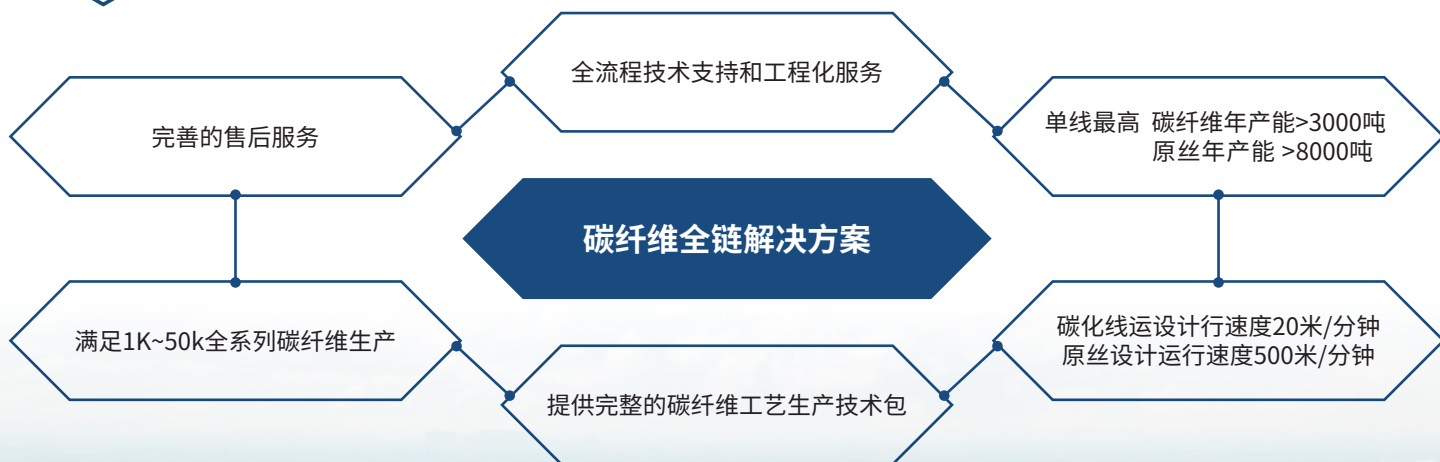 全流程技术支持和工程化服务
完善的售后服务
单线最高 碳纤维年产能>3000吨
原丝年产能 >8000吨
碳纤维全链解决方案
满足1K~50k全系列碳纤维生产
碳化线运设计行速度20米/分钟
原丝设计运行速度500米/分钟
提供完整的碳纤维工艺生产技术包